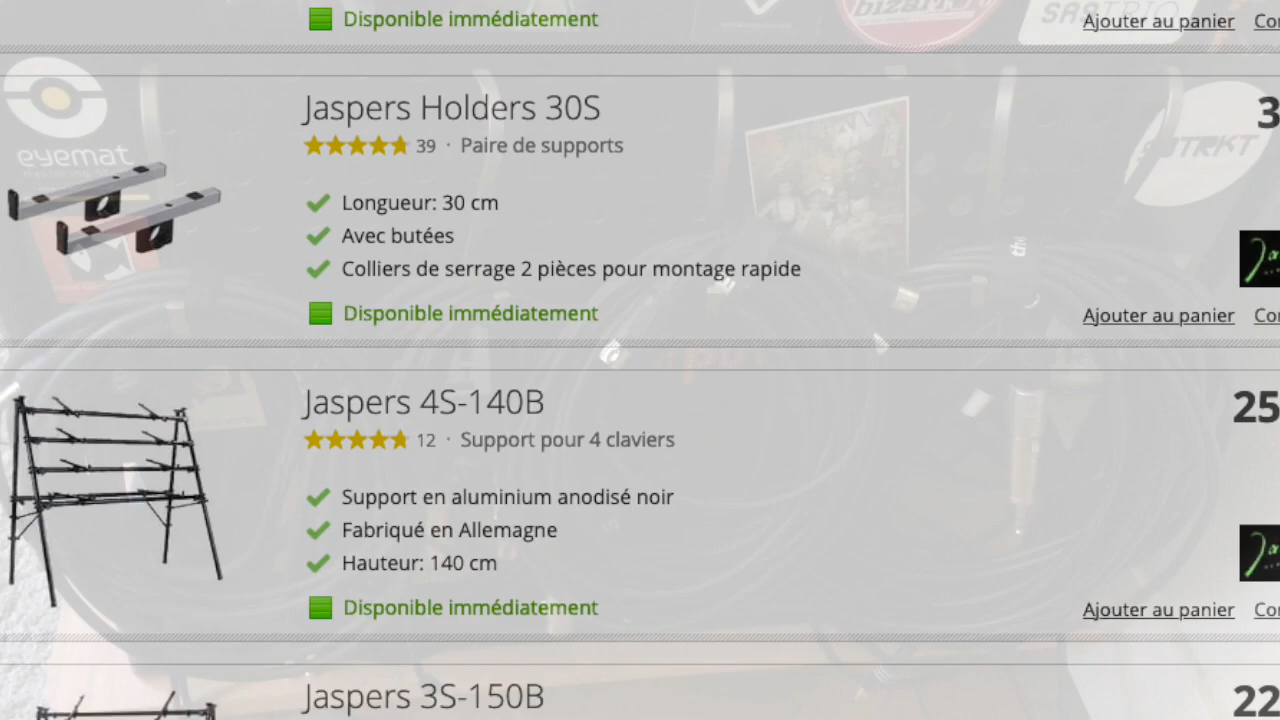 Disponible immédiatement
Ajouter au panier
Jaspers Holders 30S
39 · Paire de supports
Longueur: 30 cm
Avec butées
Colliers de serrage 2 pièces pour montage rapide
Disponible immédiatement
Ajouter au panier
eyemat
Jaspers 4S-140B
12 · Support pour 4 claviers
Support en aluminium anodisé noir
Fabriqué en Allemagne
Hauteur: 140 cm
Disponible immédiatement
Ajouter au panier
25
Jaspers 3S-150B
22